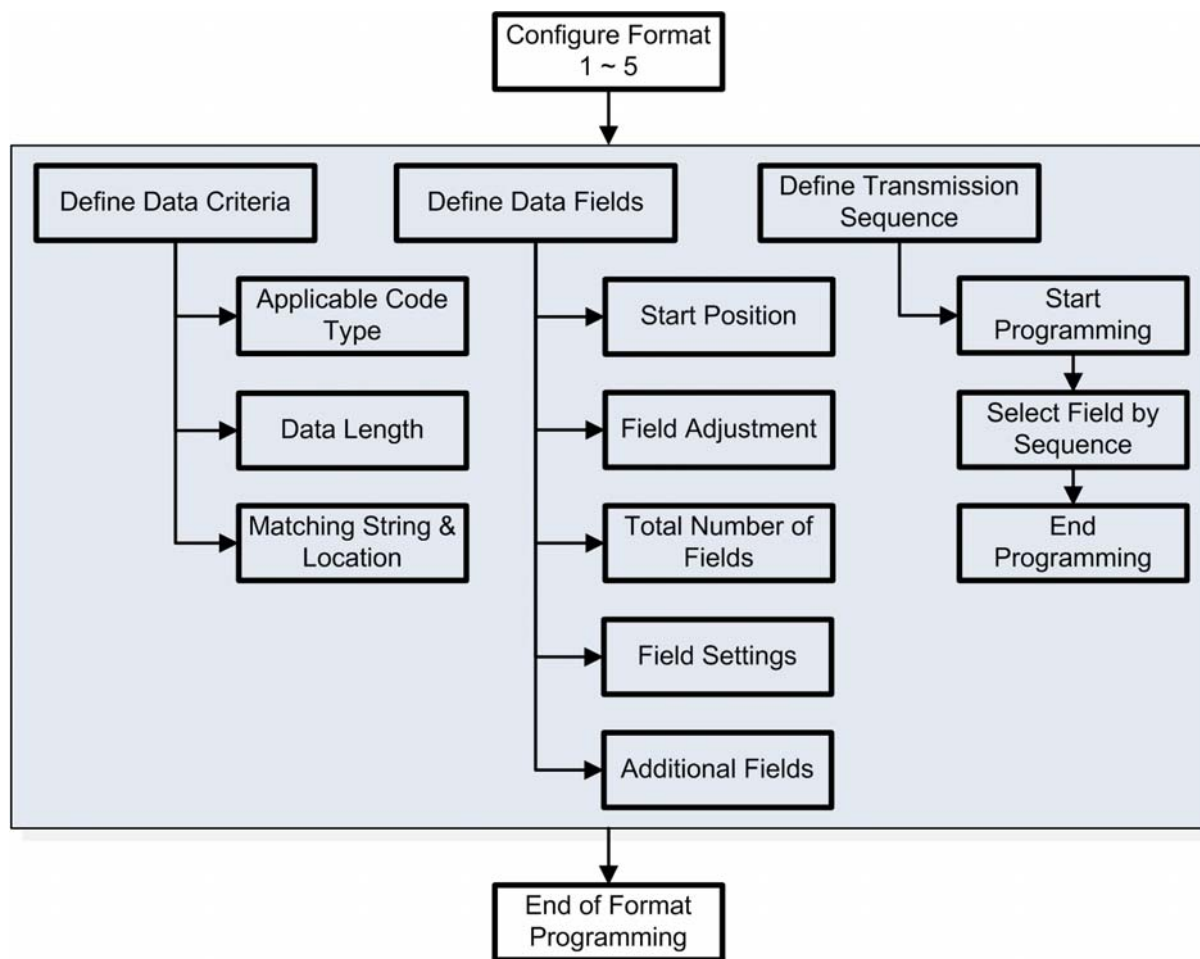 Configure Format
1 ~ 5
Define Data Criteria
Applicable Code
Type
Data Length
Matching String &
Location
Define Data Fields
Start Position
Field Adjustment
Total Number of
Fields
Field Settings
Additional Fields
Define Transmission
Sequence
Start
Programming
Select Field by
Sequence
End
Programming
End of Format
Programming